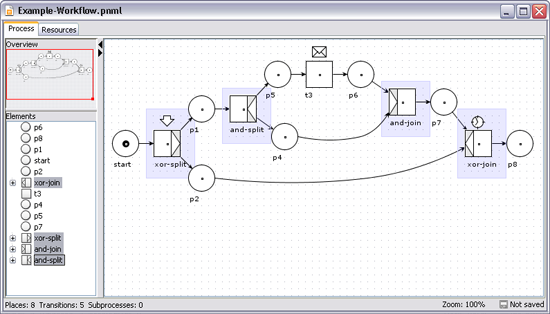 Example-Workflow.pnml
Process Resources
Overview
Elements
p6
p8
p1
start
p2
xor-join
t3
p4
p5
p7
xor-split
and-join
and-split
p5
t3
p6
p1
and-split
p4
and-join
p7
start
xor-split
p2
xor-join
p8
Places: 8 Transitions: 5 Subprocesses: 0
Zoom: 100%
Not saved